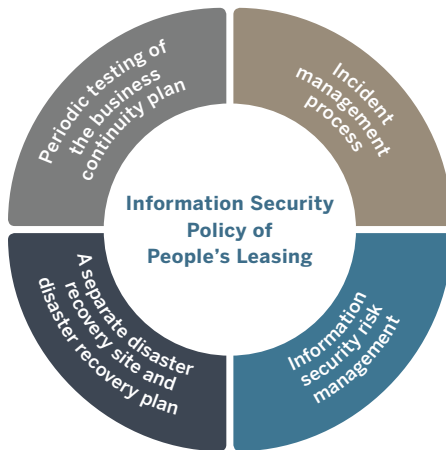 Periodic testing of
the business
continuity plan
Incident
management
process
Information Security
Policy of
People's Leasing
A separate disaster
recovery site and
disaster recovery plan
Information
security risk
management